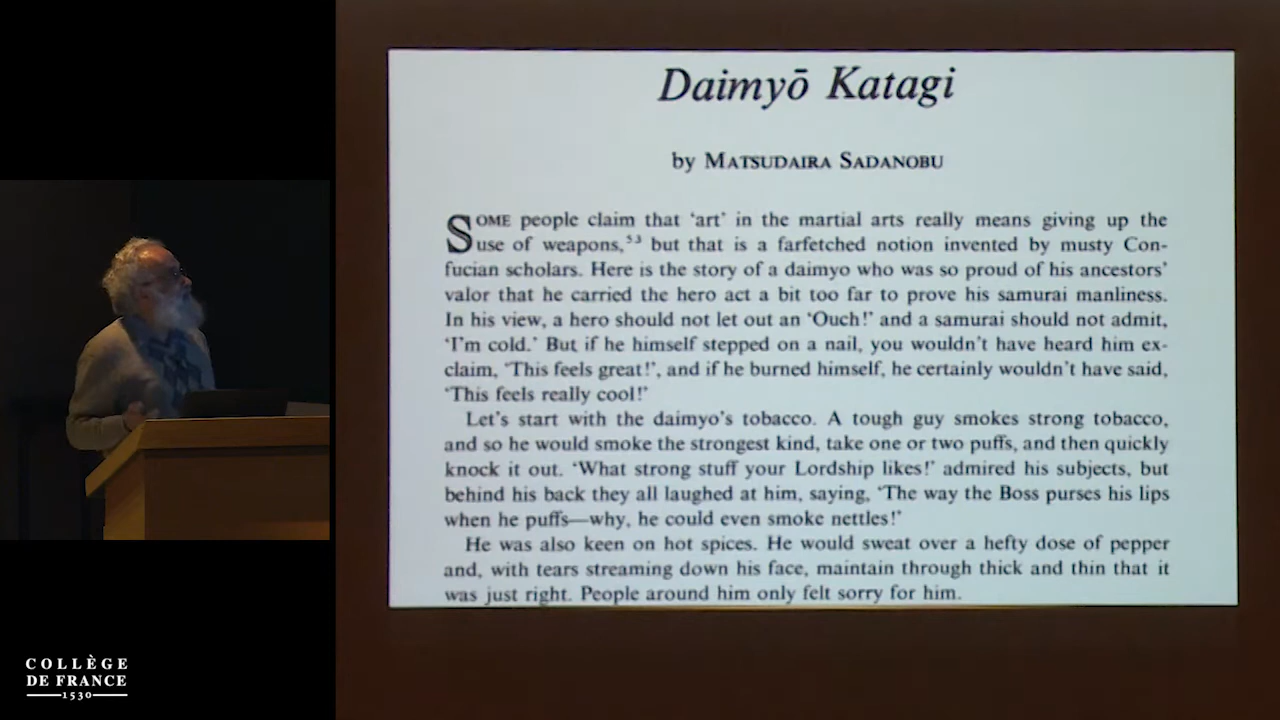 Daimyō Katagi
by MATSUDAIRA SADANOBU
SOME people claim that ‘art’ in the martial arts really means giving up the
use of weapons,⁵³ but that is a farfetched notion invented by musty Con-
fucian scholars. Here is the story of a daimyo who was so proud of his ancestors’
valor that he carried the hero act a bit too far to prove his samurai manliness.
In his view, a hero should not let out an ‘Ouch!’ and a samurai should not admit,
‘I’m cold.’ But if he himself stepped on a nail, you wouldn’t have heard him ex-
claim, ‘This feels great!’, and if he burned himself, he certainly wouldn’t have said,
‘This feels really cool!’
Let’s start with the daimyo’s tobacco. A tough guy smokes strong tobacco,
and so he would smoke the strongest kind, take one or two puffs, and then quickly
knock it out. ‘What strong stuff your Lordship likes!’ admired his subjects, but
behind his back they all laughed at him, saying, ‘The way the Boss purses his lips
when he puffs—why, he could even smoke nettles!’
He was also keen on hot spices. He would sweat over a hefty dose of pepper
and, with tears streaming down his face, maintain through thick and thin that it
was just right. People around him only felt sorry for him.
COLLÈGE
DE FRANCE
1530